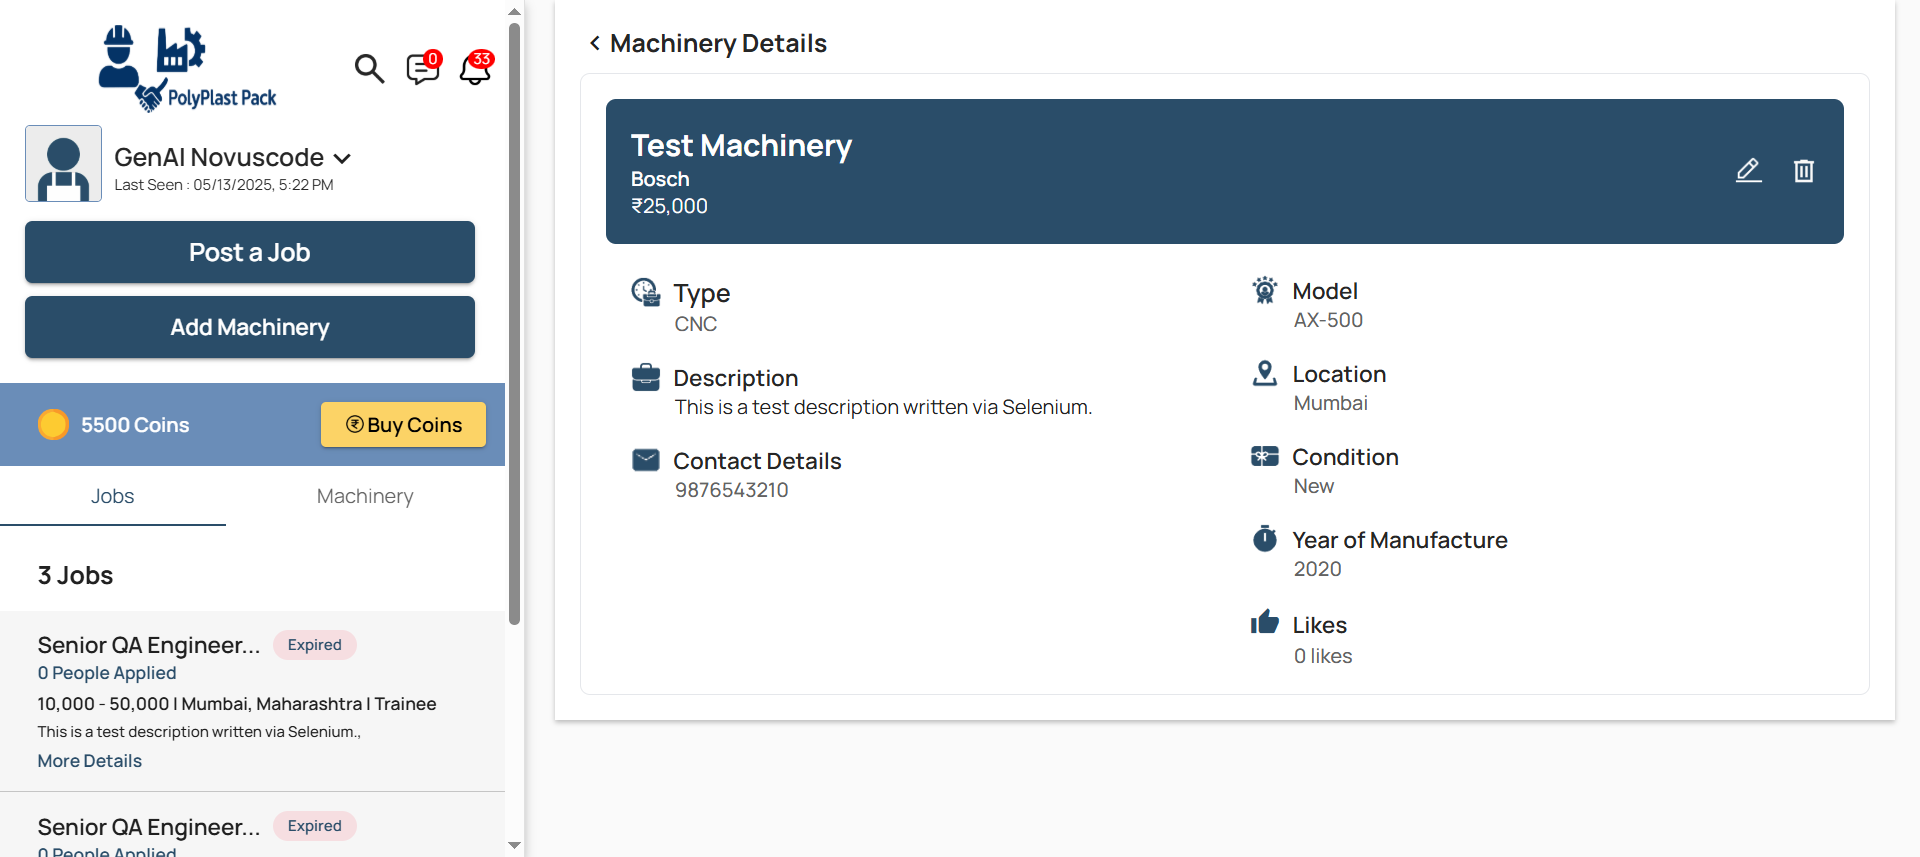 PolyPlast Pack
0
33
GenAI Novuscode
Last Seen : 05/13/2025, 5:22 PM
Post a Job
Add Machinery
5500 Coins
Buy Coins
Jobs
Machinery
3 Jobs
Senior QA Engineer...
Expired
0 People Applied
10,000 - 50,000 | Mumbai, Maharashtra | Trainee
This is a test description written via Selenium.,
More Details
Senior QA Engineer...
Expired
0 People Applied
Machinery Details
Test Machinery
Bosch
₹25,000
Type
CNC
Description
This is a test description written via Selenium.
Contact Details
9876543210
Model
AX-500
Location
Mumbai
Condition
New
Year of Manufacture
2020
Likes
0 likes